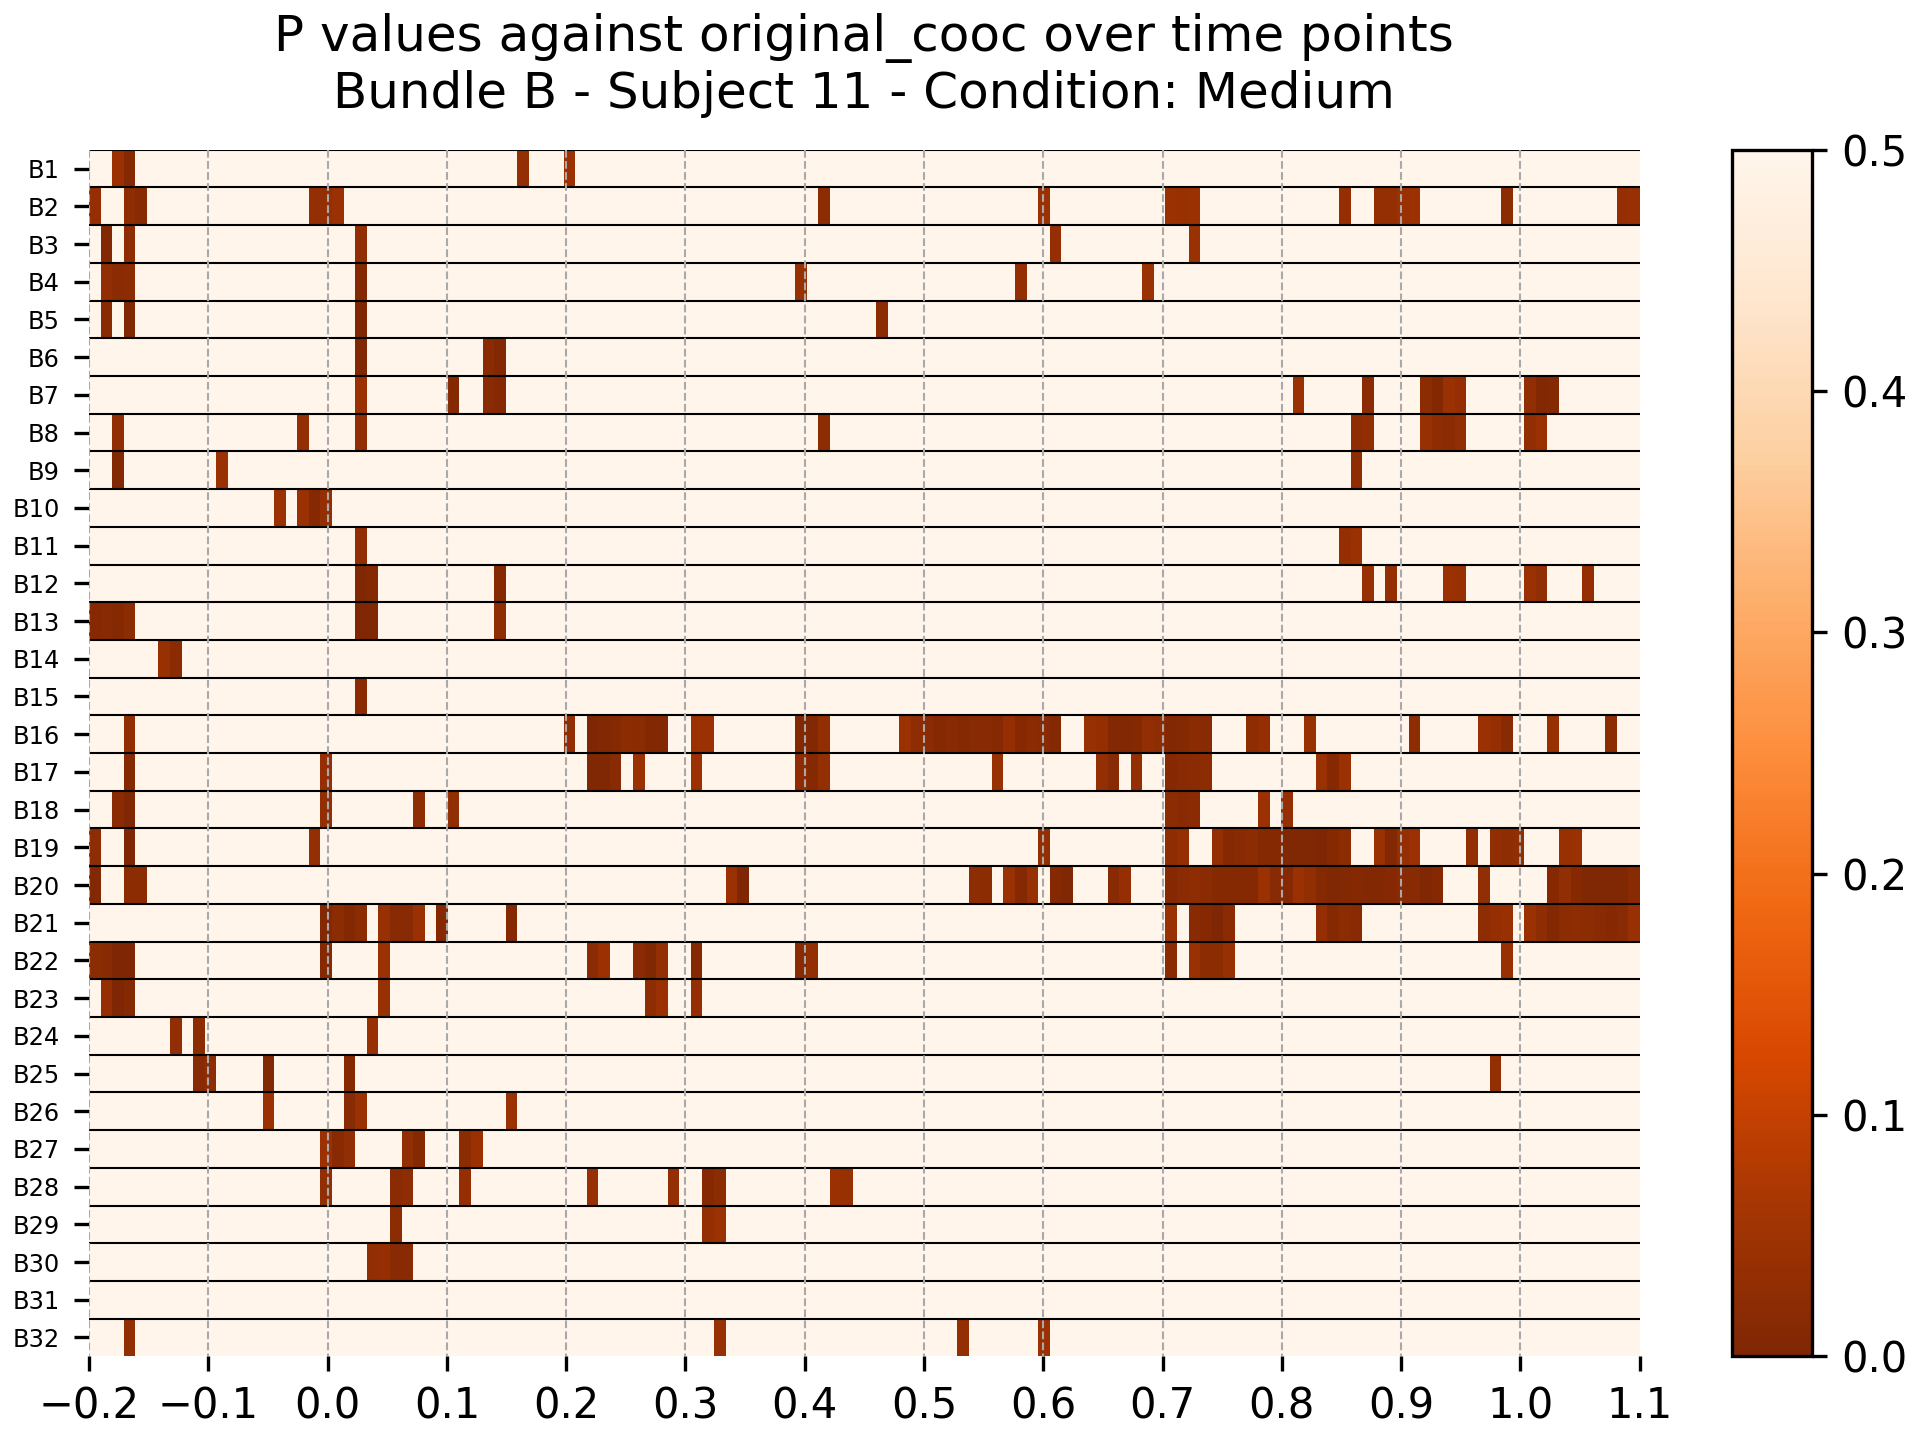 P values against original_cooc over time points
Bundle B - Subject 11 - Condition: Medium
B1
B2
B3
B4
B5
B6
B7
B8
B9
B10
B11
B12
B13
B14
B15
B16
B17
B18
B19
B20
B21
B22
B23
B24
B25
B26
B27
B28
B29
B30
B31
B32
−0.2 −0.1 0.0 0.1 0.2 0.3 0.4 0.5 0.6 0.7 0.8 0.9 1.0 1.1
0.5
0.4
0.3
0.2
0.1
0.0